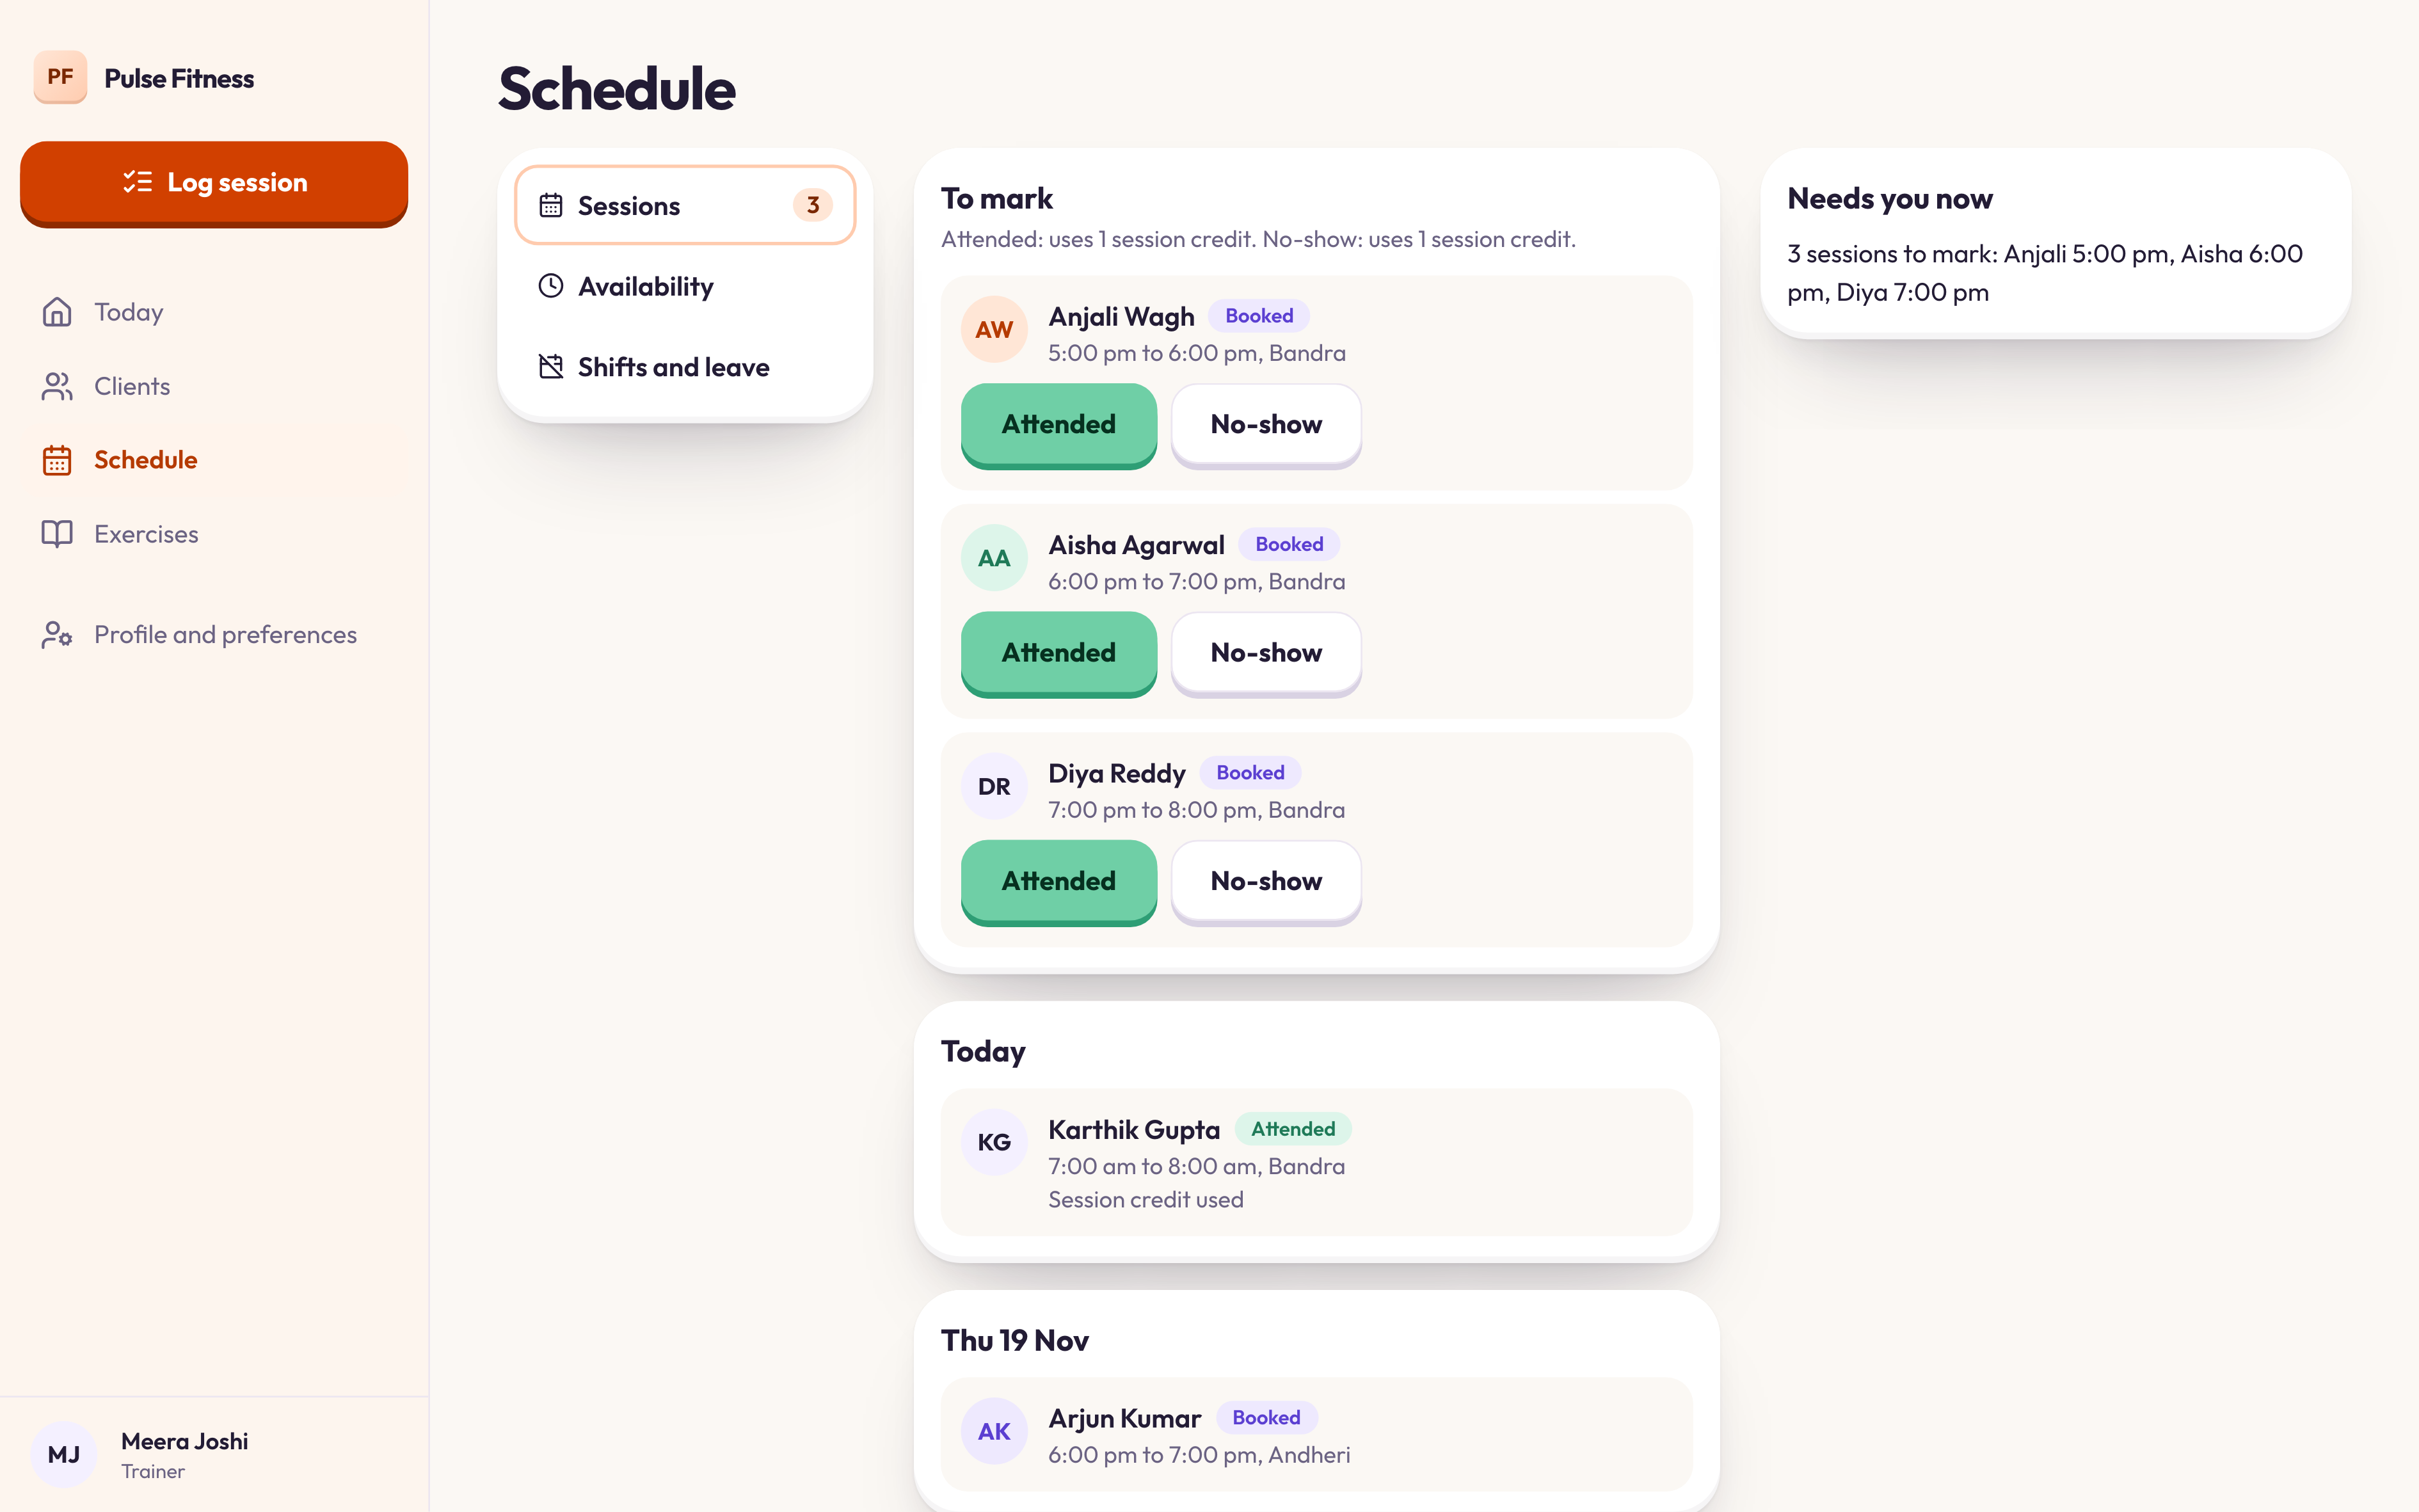 PF
Pulse Fitness
Log session
Today
Clients
Schedule
Exercises
Profile and preferences
MJ
Meera Joshi
Trainer
Schedule
Sessions
3
Availability
Shifts and leave
To mark
Attended: uses 1 session credit. No-show: uses 1 session credit.
AW
Anjali Wagh
Booked
5:00 pm to 6:00 pm, Bandra
Attended
No-show
AA
Aisha Agarwal
Booked
6:00 pm to 7:00 pm, Bandra
Attended
No-show
DR
Diya Reddy
Booked
7:00 pm to 8:00 pm, Bandra
Attended
No-show
Today
KG
Karthik Gupta
Attended
7:00 am to 8:00 am, Bandra
Session credit used
Thu 19 Nov
AK
Arjun Kumar
Booked
6:00 pm to 7:00 pm, Andheri
Needs you now
3 sessions to mark: Anjali 5:00 pm, Aisha 6:00
pm, Diya 7:00 pm